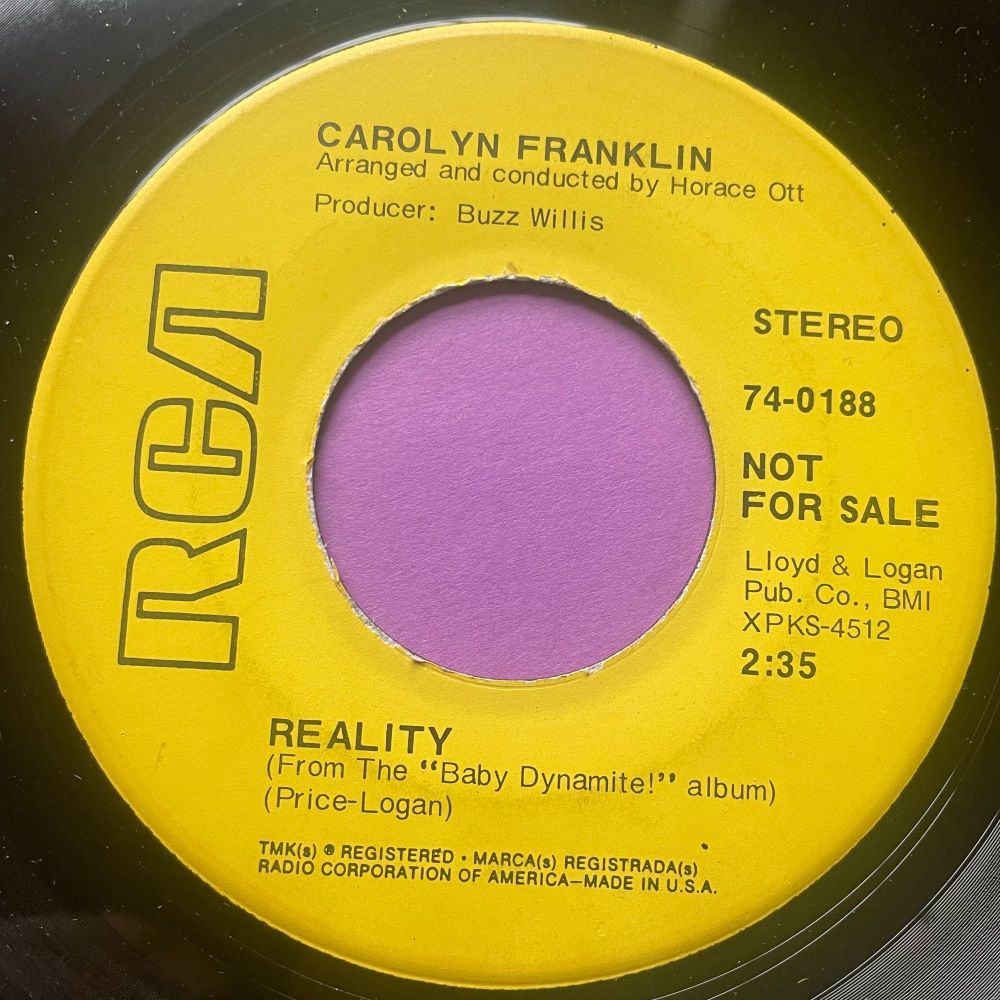 CAROLYN FRANKLIN
Arranged and conducted by Horace Ott
Producer: Buzz Willis
RCA
STEREO
74-0188
NOT
FOR SALE
Lloyd & Logan
Pub. Co., BMI
XPKS-4512
2:35
REALITY
(From The “Baby Dynamite!” album)
(Price-Logan)
TMK(s) ® REGISTERED • MARCA(s) REGISTRADA(s)
RADIO CORPORATION OF AMERICA—MADE IN U.S.A.